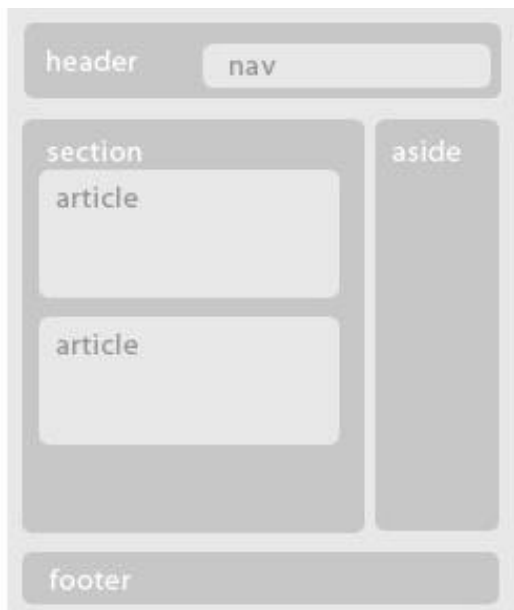 header
nav
section
aside
article
article
footer